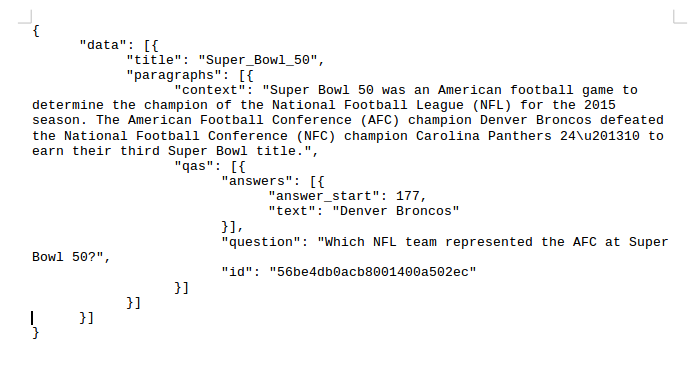 {
"data": [{
"title": "Super_Bowl_50",
"paragraphs": [{
"context": "Super Bowl 50 was an American football game to
determine the champion of the National Football League (NFL) for the 2015
season. The American Football Conference (AFC) champion Denver Broncos defeated
the National Football Conference (NFC) champion Carolina Panthers 24\u201310 to
earn their third Super Bowl title.",
"qas": [{
"answers": [{
"answer_start": 177,
"text": "Denver Broncos"
}],
"question": "Which NFL team represented the AFC at Super
Bowl 50?",
"id": "56be4db0acb8001400a502ec"
}]
}]
}]
}